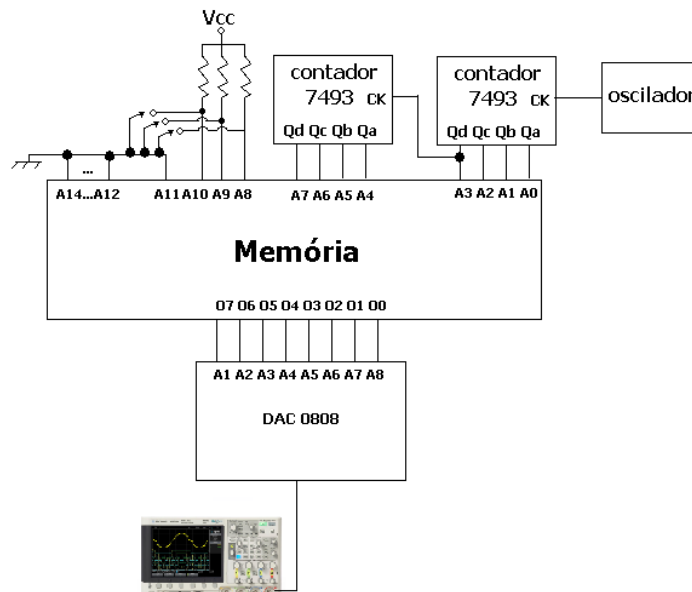 Vcc
contador
7493 CK
Qd Qc Qb Qa
contador
7493 CK
Qd Qc Qb Qa
oscilador
A14...A12
A11 A10 A9 A8
A7 A6 A5 A4
A3 A2 A1 A0
Memória
O7 O6 O5 O4 O3 O2 O1 O0
A1 A2 A3 A4 A5 A6 A7 A8
DAC 0808